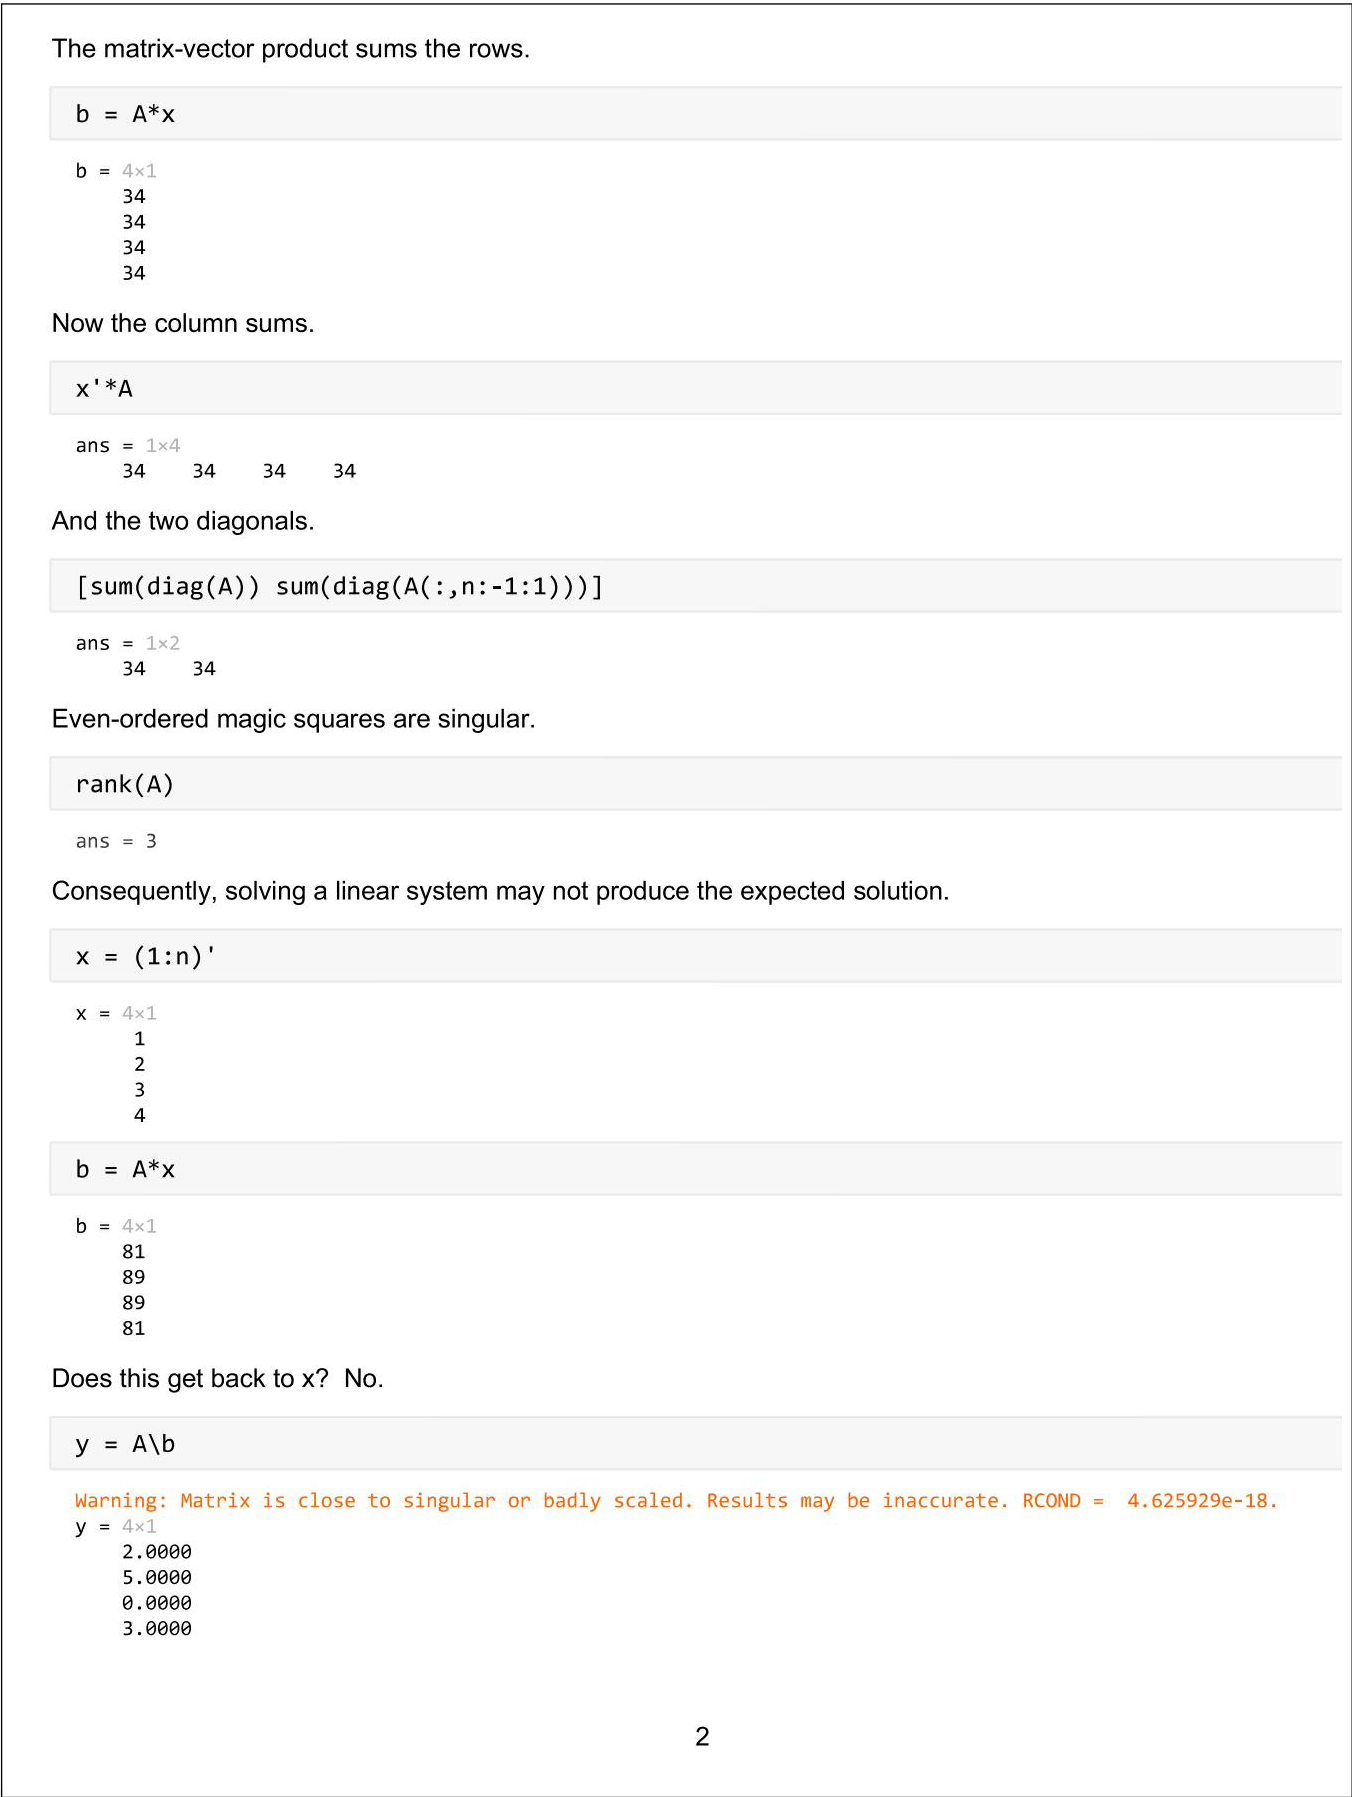 The matrix-vector product sums the rows.
b = A*x
b = 4×1
34
34
34
34
Now the column sums.
x'*A
ans = 1×4
34 34 34 34
And the two diagonals.
[sum(diag(A)) sum(diag(A(:,n:-1:1)))]
ans = 1×2
34 34
Even-ordered magic squares are singular.
rank(A)
ans = 3
Consequently, solving a linear system may not produce the expected solution.
x = (1:n)'
x = 4×1
1
2
3
4
b = A*x
b = 4×1
81
89
89
81
Does this get back to x? No.
y = A\b
Warning: Matrix is close to singular or badly scaled. Results may be inaccurate. RCOND = 4.625929e-18.
y = 4×1
2.0000
5.0000
0.0000
3.0000
2